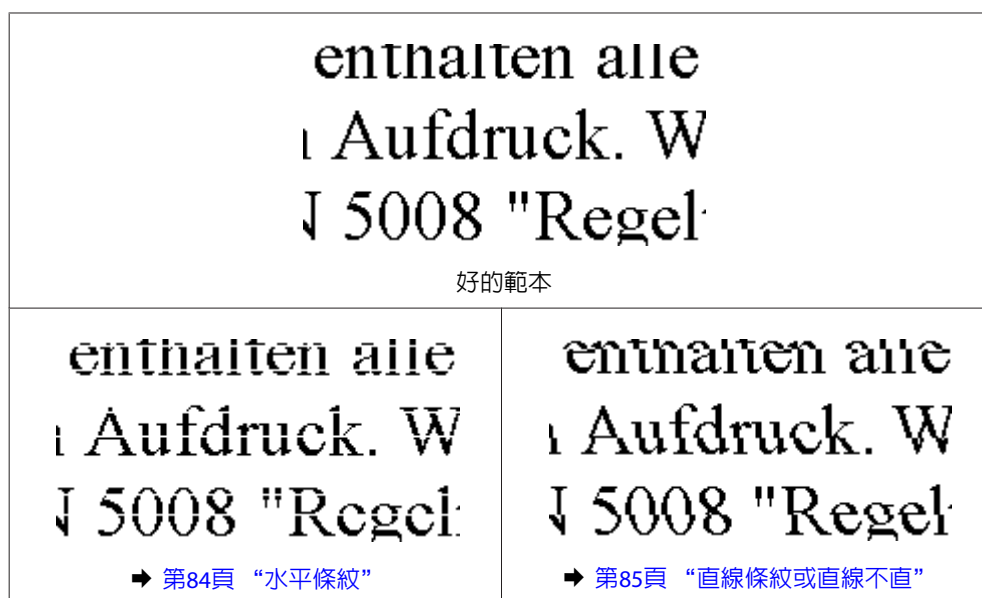 enthalten alle
Aufdruck. W
5008 "Regel
好的範本
enthalten alle
Aufdruck. W
5008 "Regel
➡ 第84頁 “水平條紋”
enthalten alle
Aufdruck. W
5008 "Regel
➡ 第85頁 “直線條紋或直線不直”